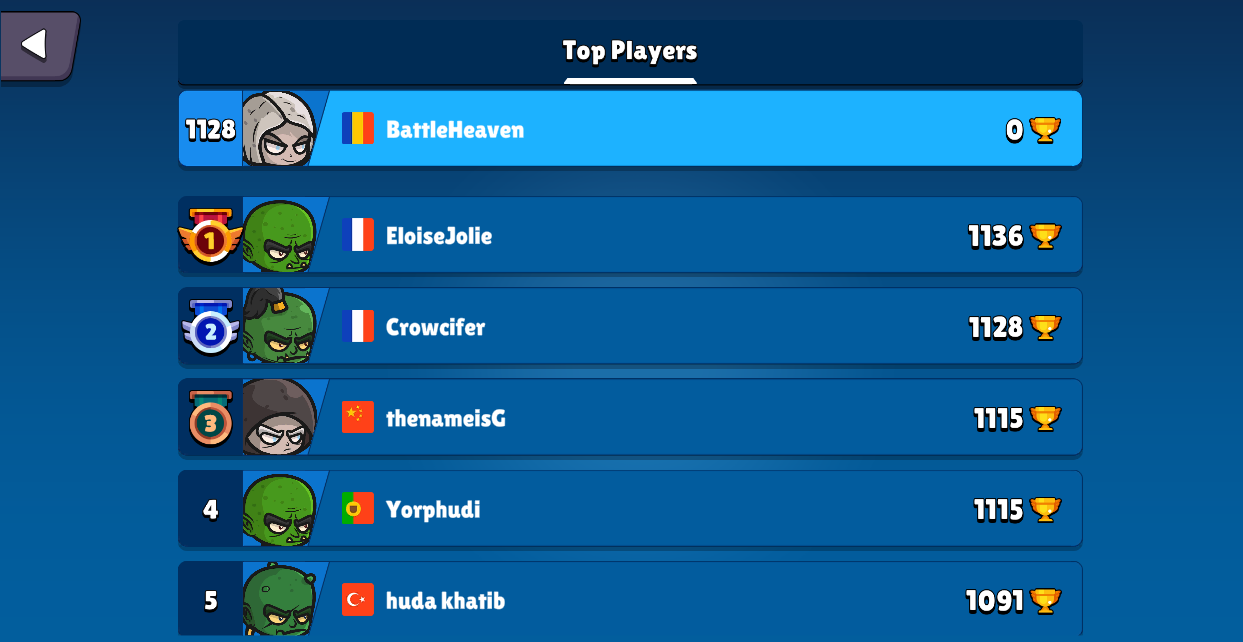 Top Players
1128 BattleHeaven 0
1 EloiseJolie 1136
2 Crowcifer 1128
3 thenameisG 1115
4 Yorphudi 1115
5 huda khatib 1091